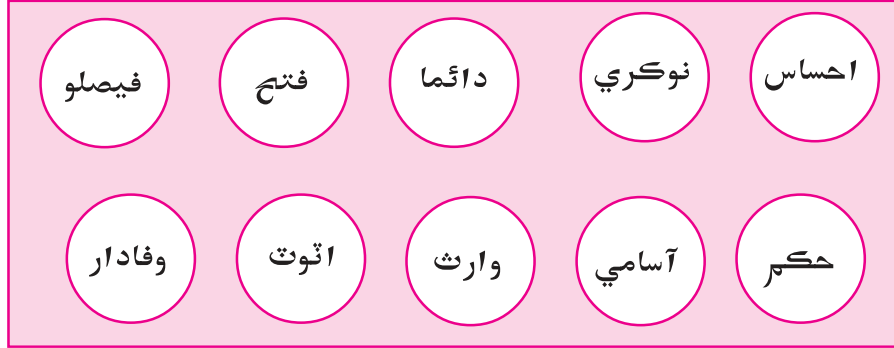 احساس نوڪري دائما فتح فيصلو
حڪم آسامي وارث اٽوٽ وفادار